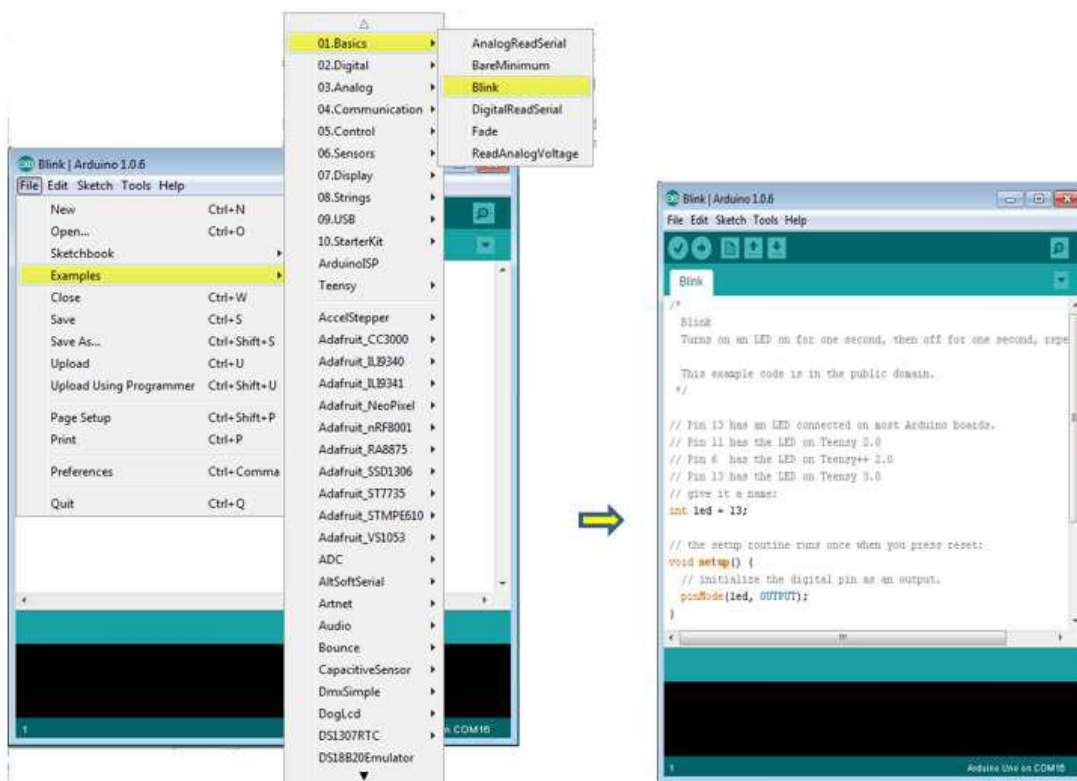 01.Basics
02.Digital
03.Analog
04.Communication
05.Control
06.Sensors
07.Display
08.Strings
09.USB
10.StarterKit
ArduinoISP
Teensy
AccelStepper
Adafruit_CC3000
Adafruit_ILI9340
Adafruit_ILI9341
Adafruit_NeoPixel
Adafruit_nRF8001
Adafruit_RA8875
Adafruit_SSD1306
Adafruit_ST7735
Adafruit_STMPE610
Adafruit_VS1053
ADC
AltSoftSerial
Artnet
Audio
Bounce
CapacitiveSensor
DmxSimple
DogLcd
DS1307RTC
DS18B20Emulator
AnalogReadSerial
BareMinimum
Blink
DigitalReadSerial
Fade
ReadAnalogVoltage
Blink | Arduino 1.0.6
File Edit Sketch Tools Help
New Ctrl+N
Open... Ctrl+O
Sketchbook
Examples
Close Ctrl+W
Save Ctrl+S
Save As... Ctrl+Shift+S
Upload Ctrl+U
Upload Using Programmer Ctrl+Shift+U
Page Setup Ctrl+Shift+P
Print Ctrl+P
Preferences Ctrl+Comma
Quit Ctrl+Q
1 on COM16
Blink | Arduino 1.0.6
File Edit Sketch Tools Help
Blink
/*
Blink
Turns on an LED on for one second, then off for one second, repe
This example code is in the public domain.
*/
// Pin 13 has an LED connected on most Arduino boards.
// Pin 11 has the LED on Teensy 2.0
// Pin 6 has the LED on Teensy++ 2.0
// Pin 13 has the LED on Teensy 3.0
// give it a name:
int led = 13;
// the setup routine runs once when you press reset:
void setup() {
// initialize the digital pin as an output.
pinMode(led, OUTPUT);
}
1 Arduino Uno on COM16